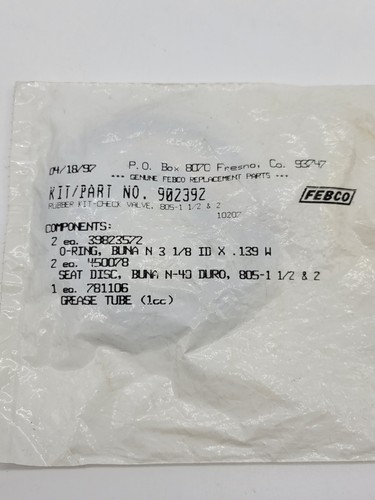 04/18/97 P.O. Box 8070 Fresno, Ca. 93747
--- GENUINE FEBCO REPLACEMENT PARTS ---
KIT/PART NO. 902392
FEBCO
RUBBER KIT-CHECK VALVE, 805-1 1/2 & 2
10207
COMPONENTS:
2 ea. 39823572
O-RING, BUNA N 3 1/8 ID X .139 W
2 ea. 450078
SEAT DISC, BUNA N-40 DURO, 805-1 1/2 & 2
1 ea. 781106
GREASE TUBE (1cc)